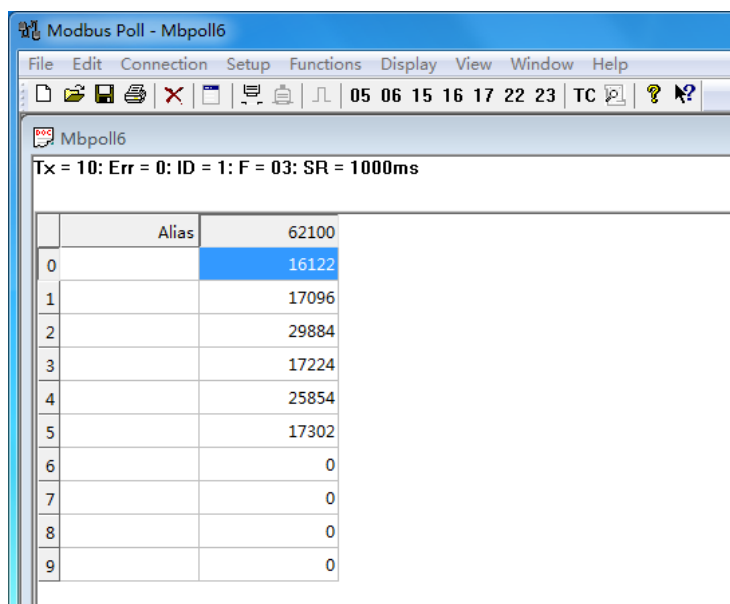 Modbus Poll - Mbpoll6
File Edit Connection Setup Functions Display View Window Help
05 06 15 16 17 22 23 TC
Mbpoll6
Tx = 10: Err = 0: ID = 1: F = 03: SR = 1000ms
Alias 62100
0 16122
1 17096
2 29884
3 17224
4 25854
5 17302
6 0
7 0
8 0
9 0